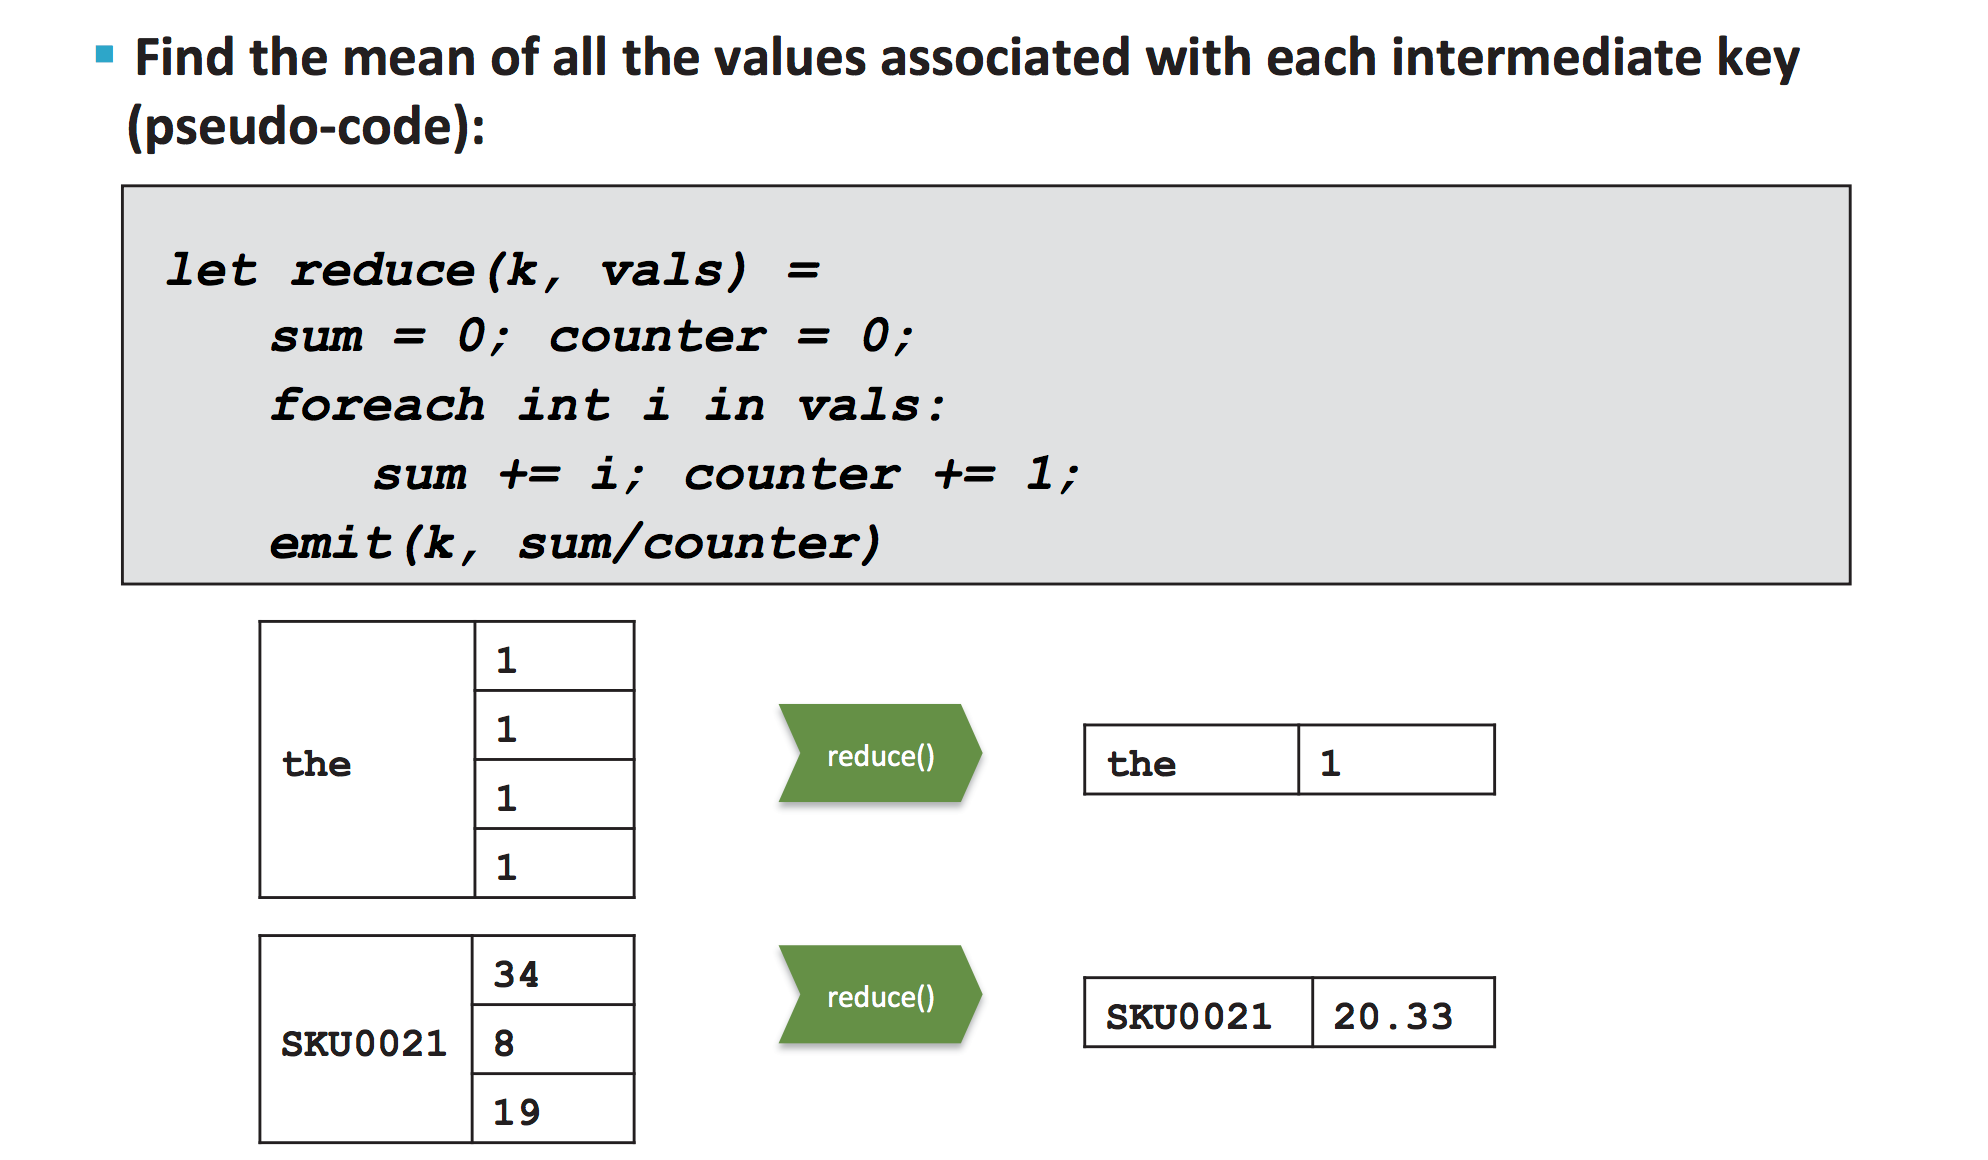 Find the mean of all the values associated with each intermediate key
(pseudo-code):
let reduce(k, vals) =
sum = 0; counter = 0;
foreach int i in vals:
sum += i; counter += 1;
emit(k, sum/counter)
the
1
1
1
1
reduce()
the 1
SKU0021
34
8
19
reduce()
SKU0021 20.33